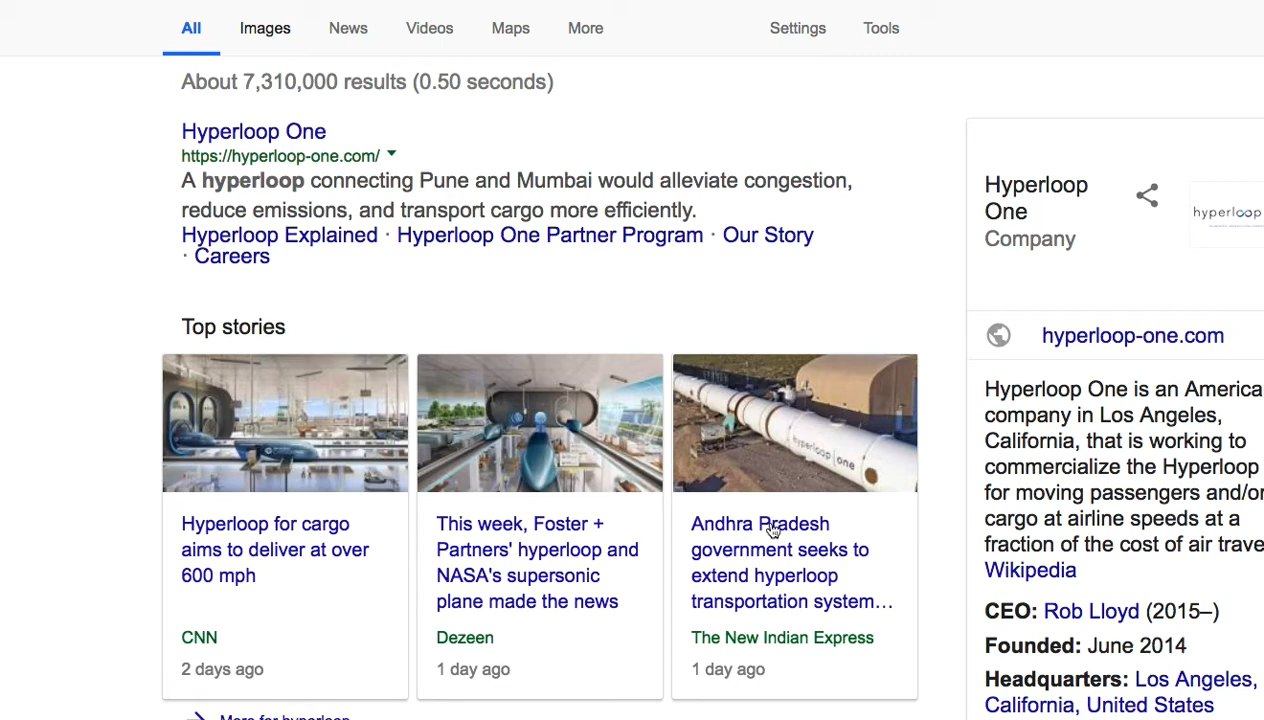 All Images News Videos Maps More Settings Tools
About 7,310,000 results (0.50 seconds)
Hyperloop One
https://hyperloop-one.com/
A hyperloop connecting Pune and Mumbai would alleviate congestion,
reduce emissions, and transport cargo more efficiently.
Hyperloop Explained · Hyperloop One Partner Program · Our Story
· Careers
Top stories
hyperloop one
Hyperloop for cargo
aims to deliver at over
600 mph
CNN
2 days ago
This week, Foster +
Partners' hyperloop and
NASA's supersonic
plane made the news
Dezeen
1 day ago
Andhra Pradesh
government seeks to
extend hyperloop
transportation system...
The New Indian Express
1 day ago
More for hyperloop
Hyperloop
One
Company
hyperloop
hyperloop-one.com
Hyperloop One is an America
company in Los Angeles,
California, that is working to
commercialize the Hyperloop
for moving passengers and/or
cargo at airline speeds at a
fraction of the cost of air trave
Wikipedia
CEO: Rob Lloyd (2015–)
Founded: June 2014
Headquarters: Los Angeles,
California, United States